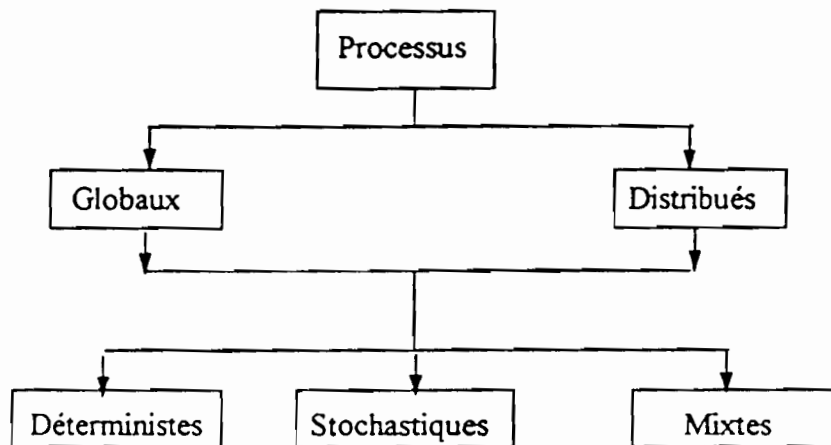 Processus
Globaux
Distribués
Déterministes
Stochastiques
Mixtes